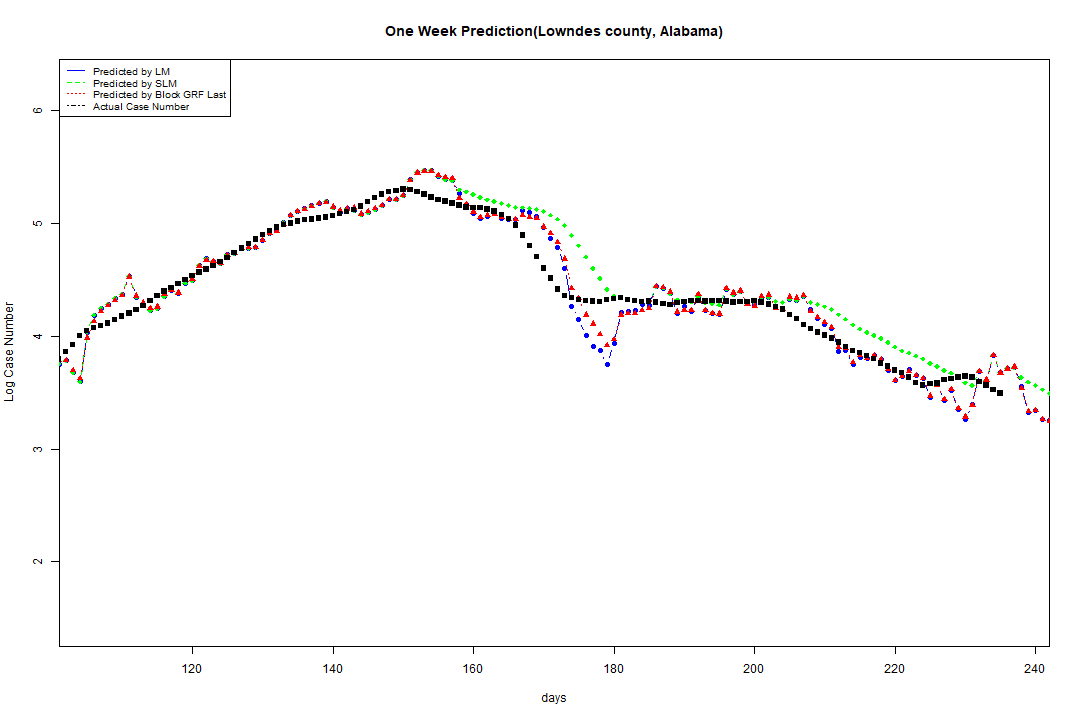 One Week Prediction(Lowndes county, Alabama)
Predicted by LM
Predicted by SLM
Predicted by Block GRF Last
Actual Case Number
6
5
4
3
2
Log Case Number
120 140 160 180 200 220 240
days